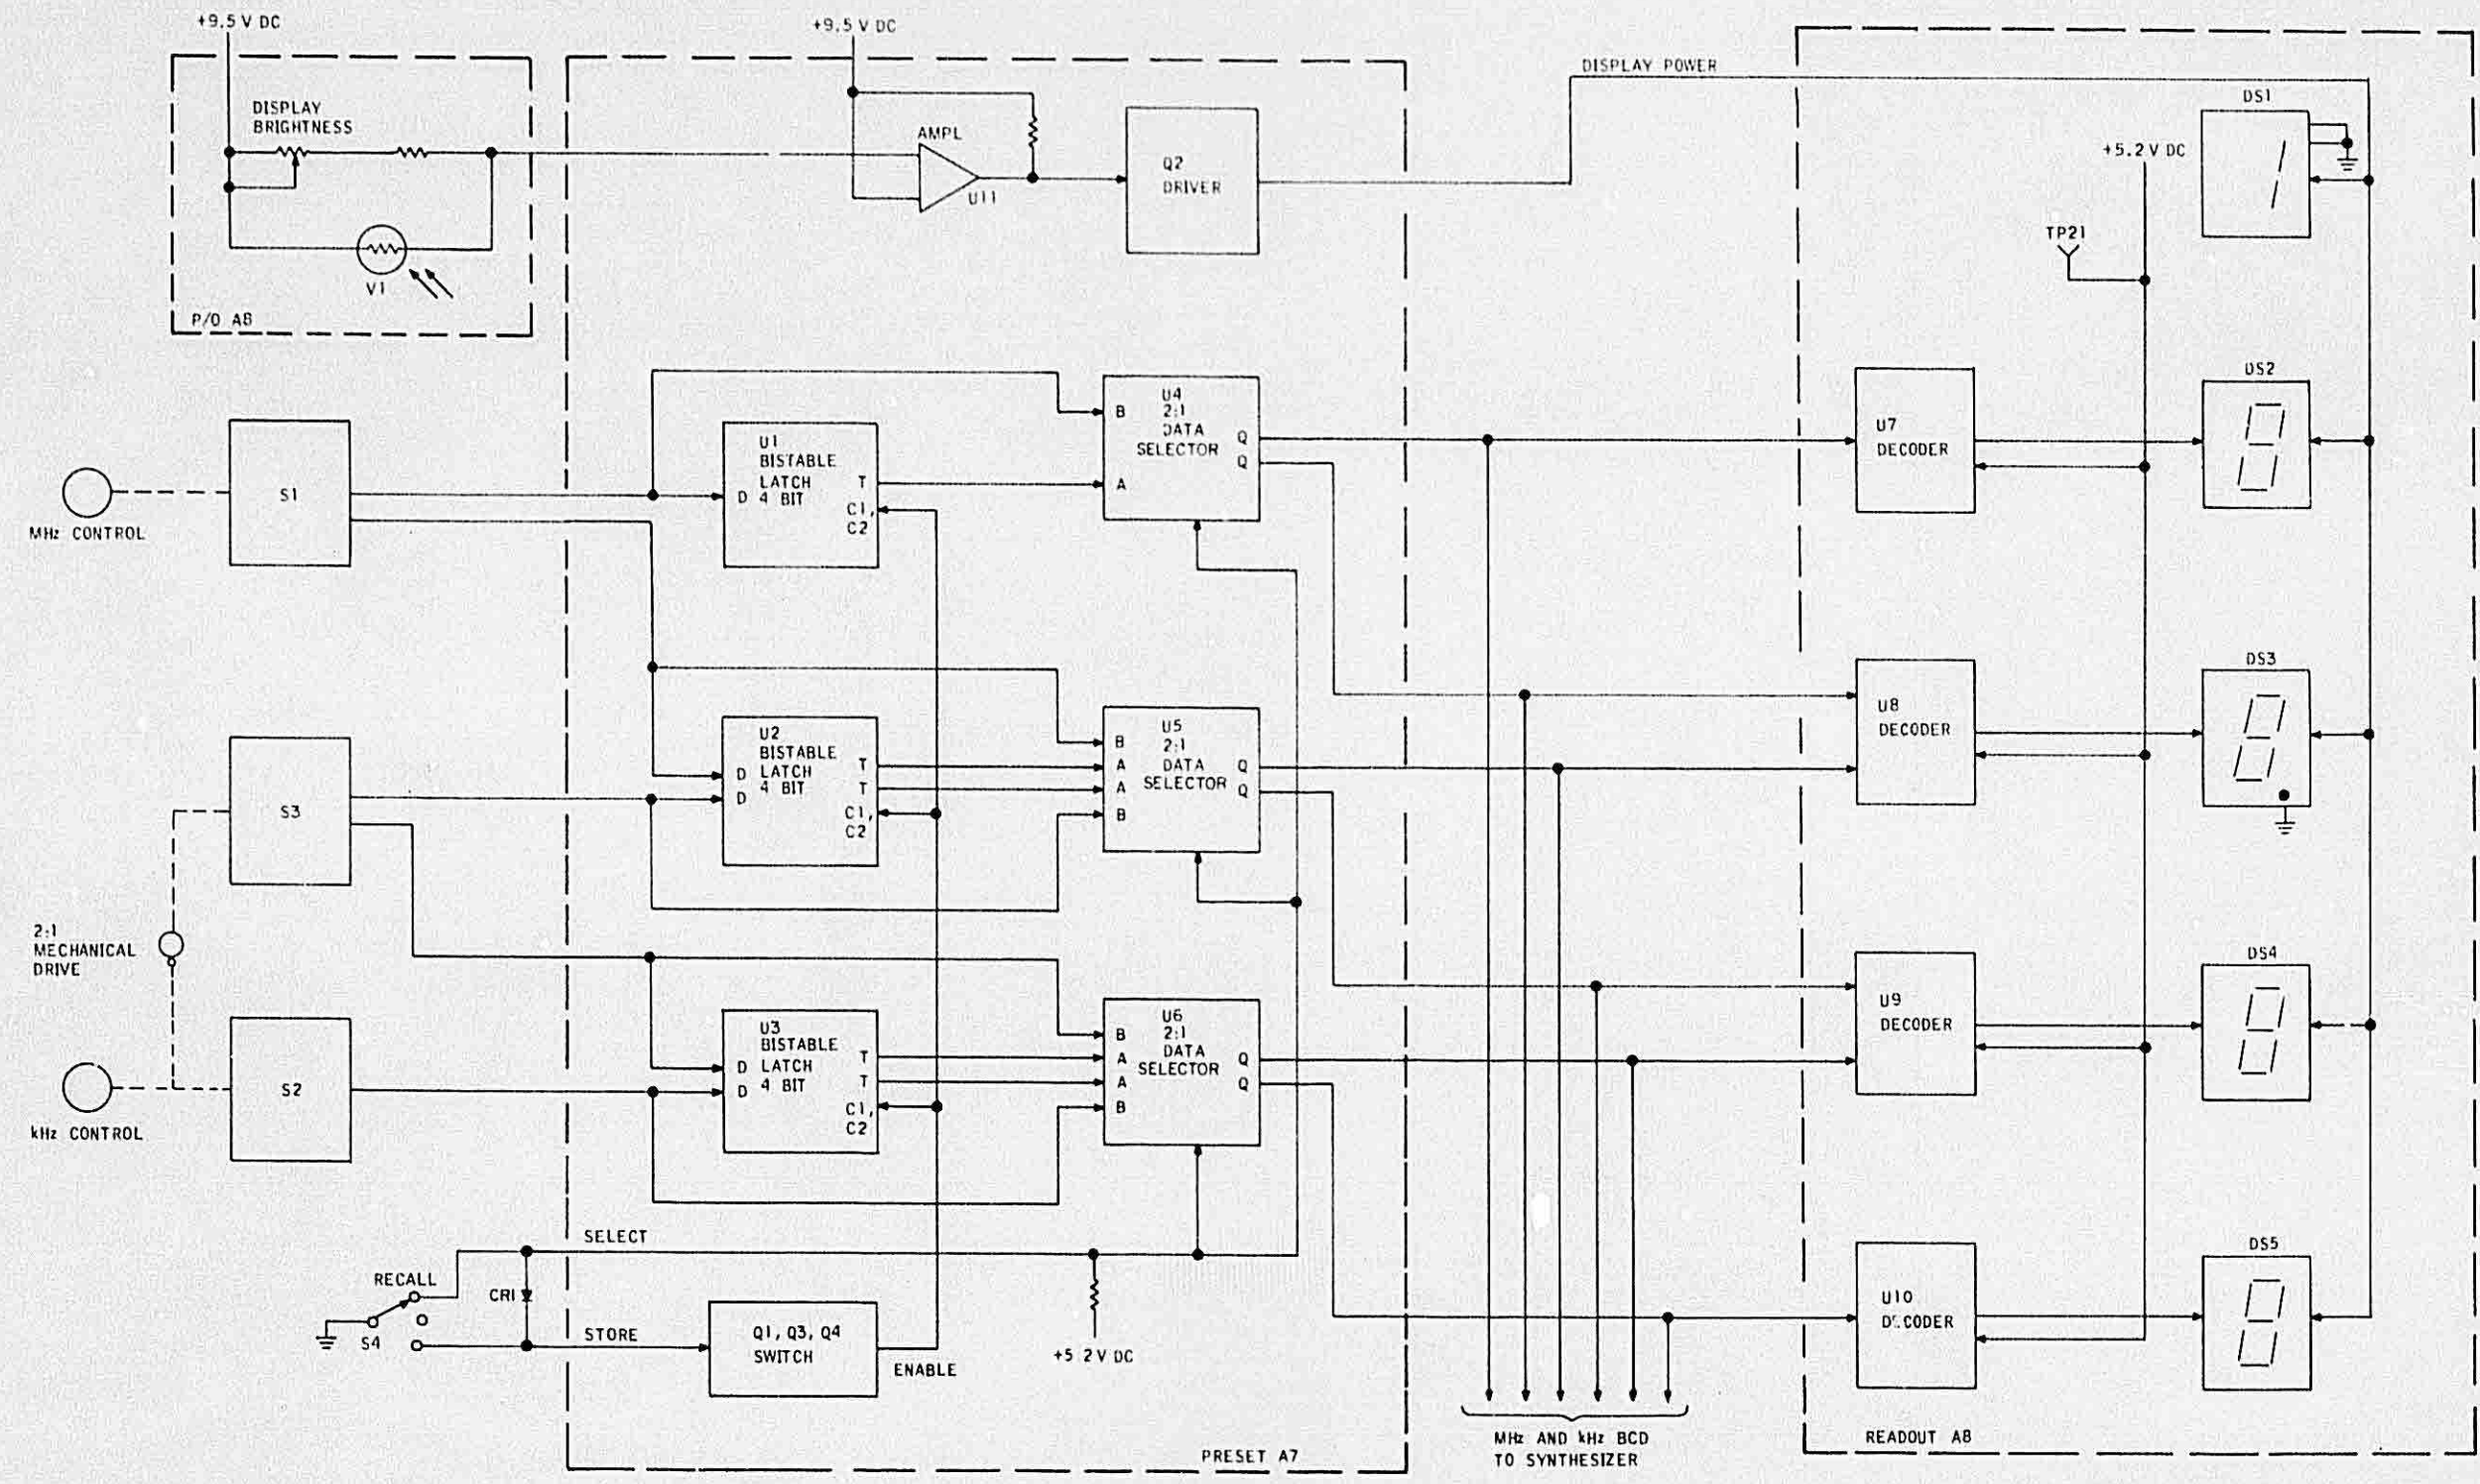 +9.5 V DC
DISPLAY
BRIGHTNESS
V1
P/O A8
+9.5 V DC
AMPL
U11
Q2
DRIVER
DISPLAY POWER
DS1
+5.2 V DC
TP21
MHz CONTROL
S1
U1
BISTABLE
LATCH
D 4 BIT
T
C1,
C2
U4
2:1
DATA
SELECTOR
B
A
Q
Q
U7
DECODER
DS2
S3
2:1
MECHANICAL
DRIVE
U2
BISTABLE
D LATCH
4 BIT
D
T
T
C1,
C2
U5
2:1
DATA
SELECTOR
B
A
A
B
Q
Q
U8
DECODER
DS3
kHz CONTROL
S2
U3
BISTABLE
D LATCH
D 4 BIT
T
T
C1,
C2
U6
2:1
DATA
SELECTOR
B
A
A
B
Q
Q
U9
DECODER
DS4
SELECT
RECALL
CR1
S4
STORE
Q1, Q3, Q4
SWITCH
ENABLE
+5.2 V DC
U10
DECODER
DS5
PRESET A7
MHz AND kHz BCD
TO SYNTHESIZER
READOUT A8